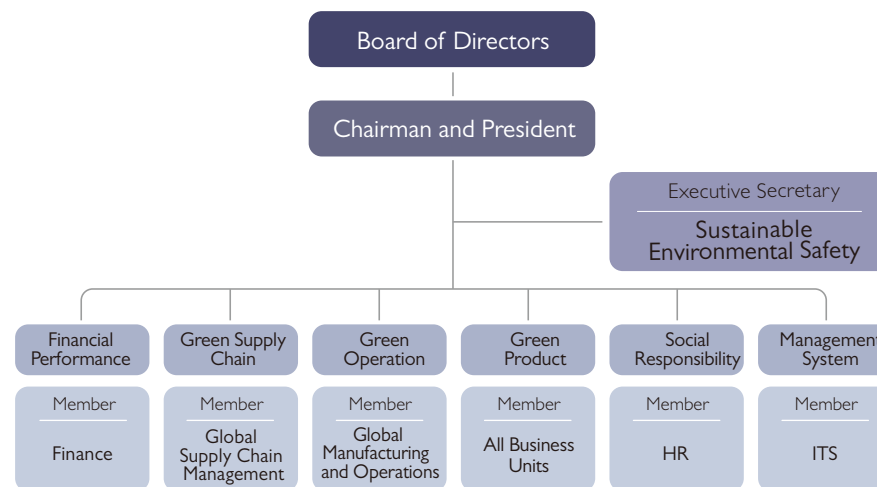 Board of Directors
Chairman and President
Executive Secretary
Sustainable
Environmental Safety
Financial
Performance
Green Supply
Chain
Green
Operation
Green
Product
Social
Responsibility
Management
System
Member
Finance
Member
Global
Supply Chain
Management
Member
Global
Manufacturing
and Operations
Member
All Business
Units
Member
HR
Member
ITS